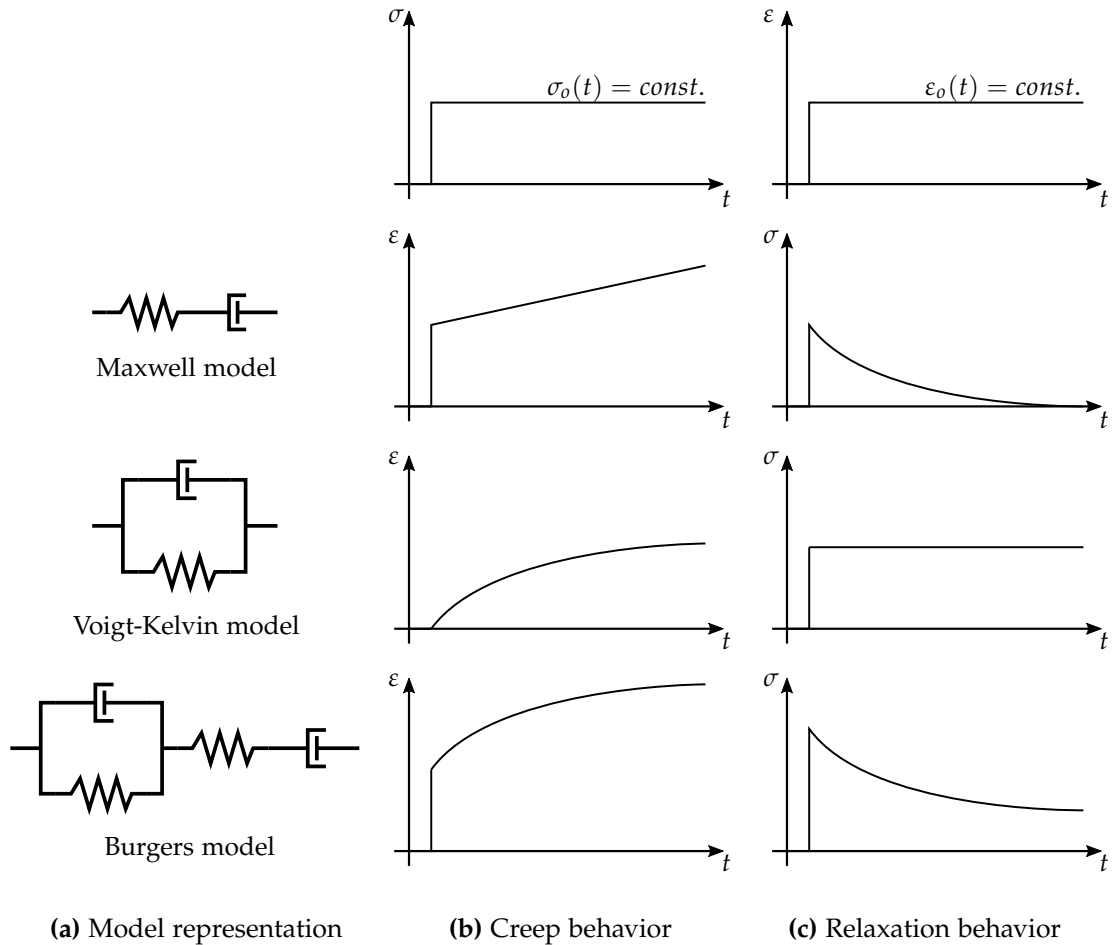 σ
σₒ(t) = const.
t
ε
εₒ(t) = const.
t
Maxwell model
ε
t
σ
t
Voigt-Kelvin model
ε
t
σ
t
Burgers model
ε
t
σ
t
(a) Model representation
(b) Creep behavior
(c) Relaxation behavior